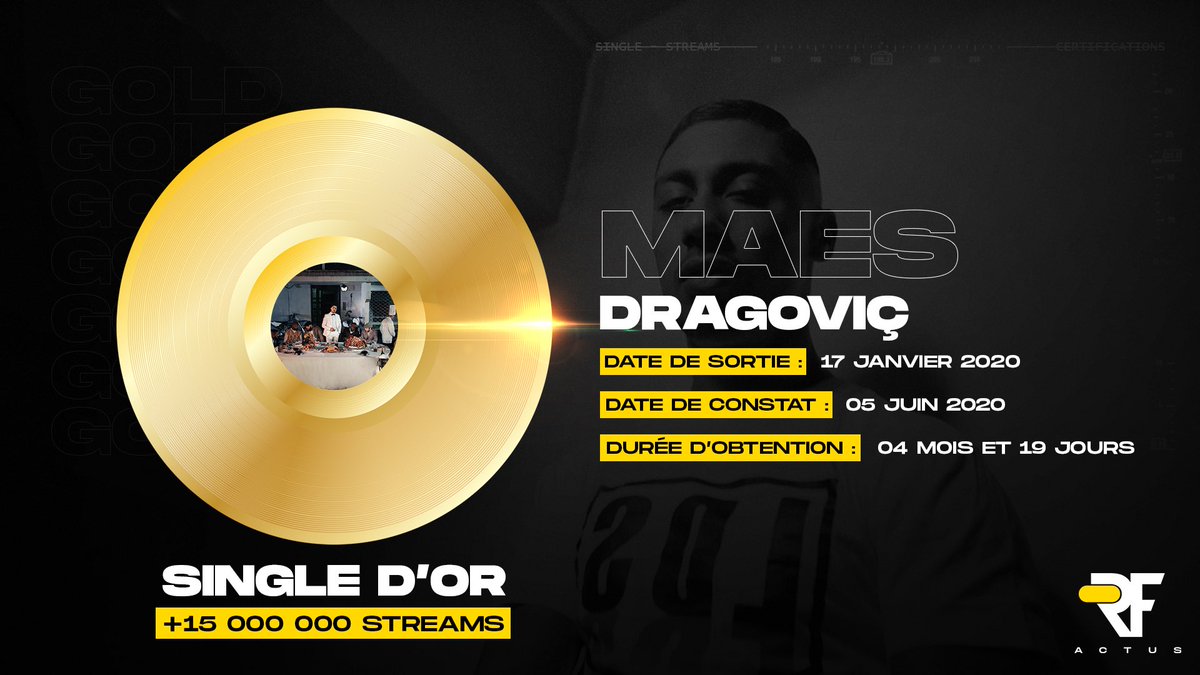 SINGLE - STREAMS
CERTIFICATIONS
GOLD
GOLD
MAES
DRAGOVIÇ
DATE DE SORTIE : 17 JANVIER 2020
DATE DE CONSTAT : 05 JUIN 2020
DURÉE D'OBTENTION : 04 MOIS ET 19 JOURS
SINGLE D'OR
+15 000 000 STREAMS
RF
ACTUS